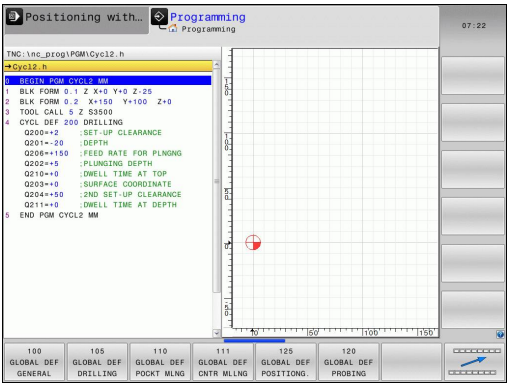 Positioning with…
Programming
Programming
07:22
TNC:\nc_prog\PGM\Cycl2.h
→Cycl2.h
0 BEGIN PGM CYCL2 MM
1 BLK FORM 0.1 Z X+0 Y+0 Z-25
2 BLK FORM 0.2 X+150 Y+100 Z+0
3 TOOL CALL 5 Z S3500
4 CYCL DEF 200 DRILLING
Q200=+2 ;SET-UP CLEARANCE
Q201=-20 ;DEPTH
Q206=+150 ;FEED RATE FOR PLNGNG
Q202=+5 ;PLUNGING DEPTH
Q210=+0 ;DWELL TIME AT TOP
Q203=+0 ;SURFACE COORDINATE
Q204=+50 ;2ND SET-UP CLEARANCE
Q211=+0 ;DWELL TIME AT DEPTH
5 END PGM CYCL2 MM
150
100
50
0
50
0 50 100 150
100 GLOBAL DEF GENERAL
105 GLOBAL DEF DRILLING
110 GLOBAL DEF POCKT MLNG
111 GLOBAL DEF CNTR MLLNG
125 GLOBAL DEF POSITIONG.
120 GLOBAL DEF PROBING